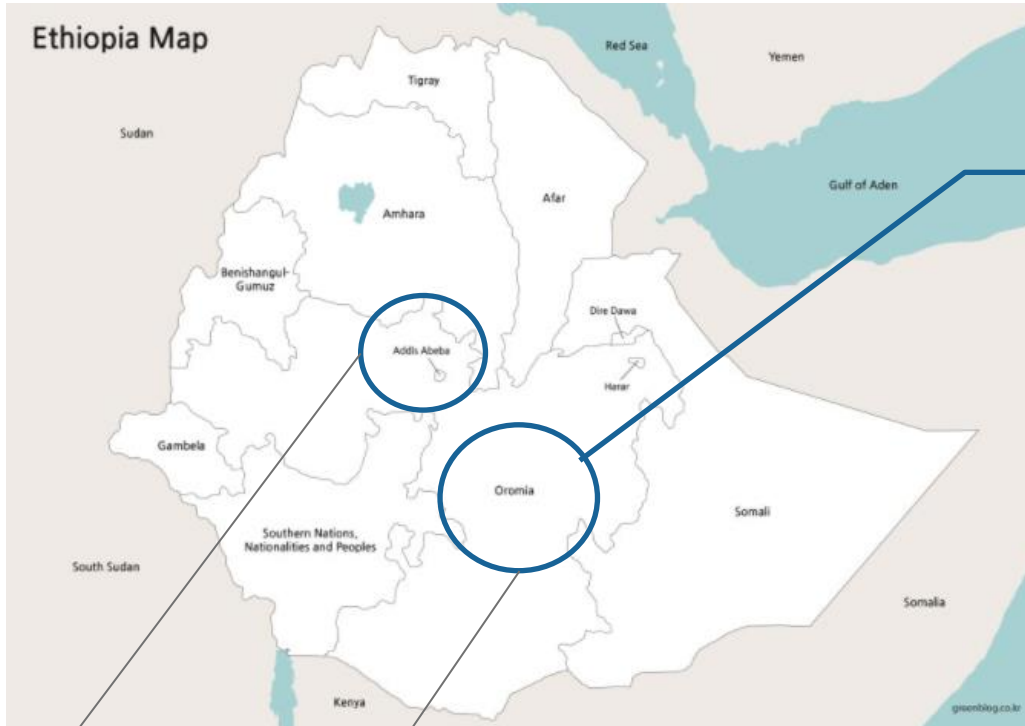 Ethiopia Map
Red Sea
Yemen
Tigray
Sudan
Gulf of Aden
Afar
Amhara
Benishangul-
Gumuz
Dire Dawa
Addis Abeba
Harar
Gambela
Oromia
Somali
Southern Nations,
Nationalities and Peoples
South Sudan
Somalia
Kenya
greenblog.co.kr